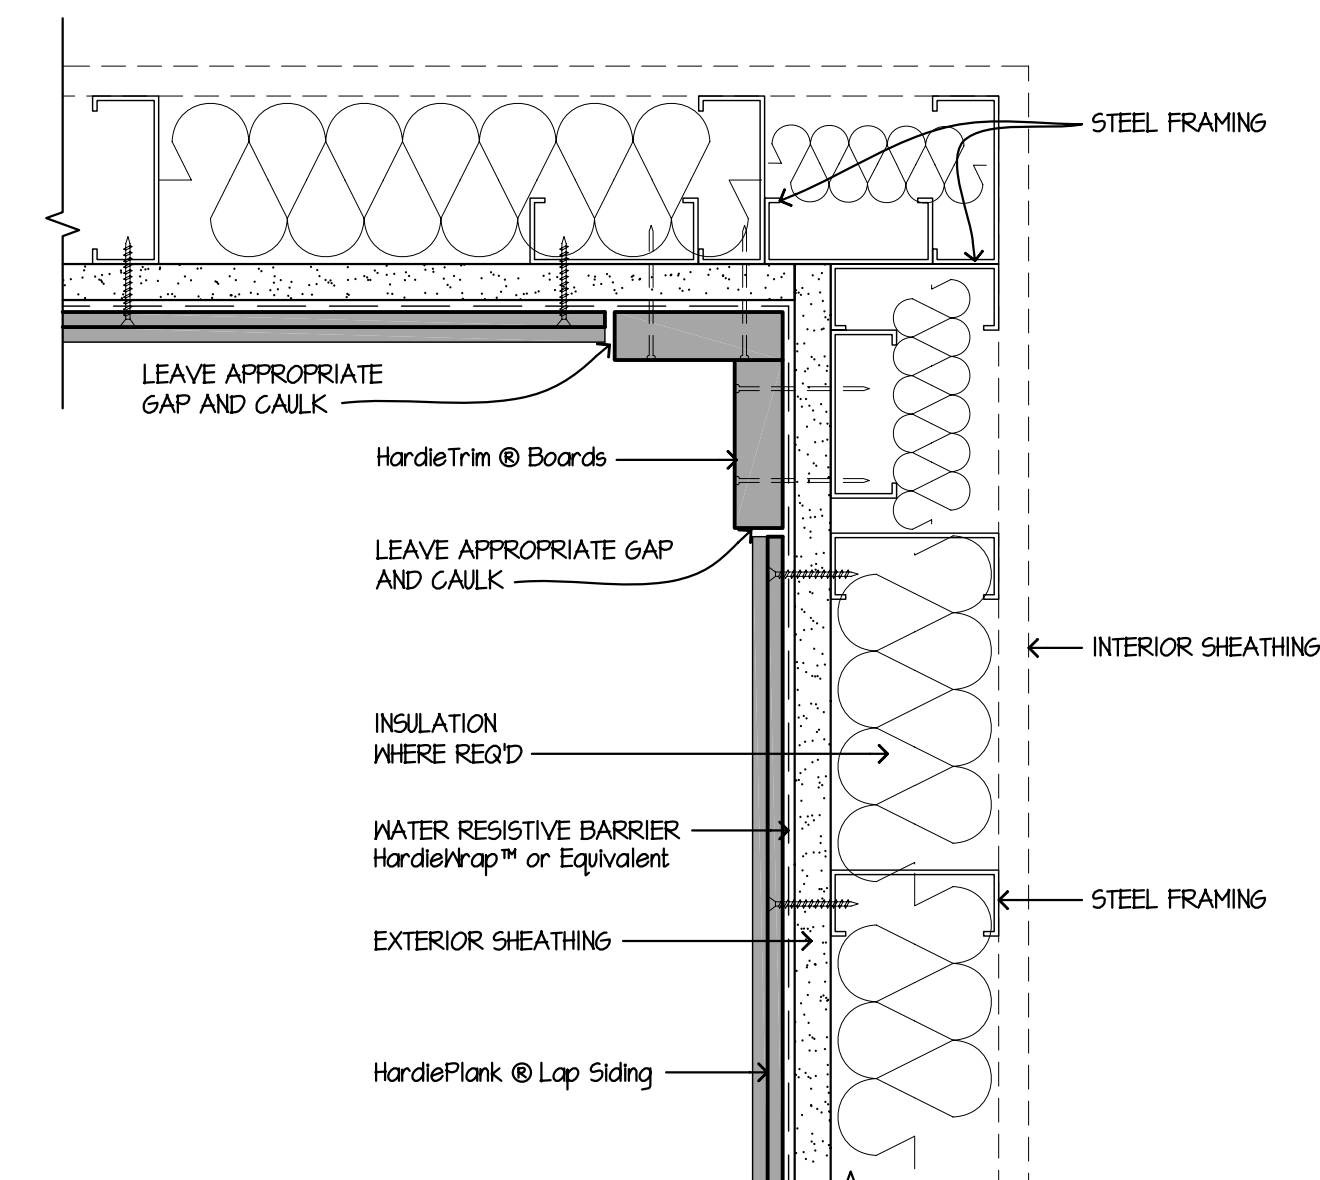 STEEL FRAMING
LEAVE APPROPRIATE
GAP AND CAULK
HardieTrim ® Boards
LEAVE APPROPRIATE GAP
AND CAULK
INTERIOR SHEATHING
INSULATION
WHERE REQ'D
WATER RESISTIVE BARRIER
HardieWrap™ or Equivalent
STEEL FRAMING
EXTERIOR SHEATHING
HardiePlank ® Lap Siding